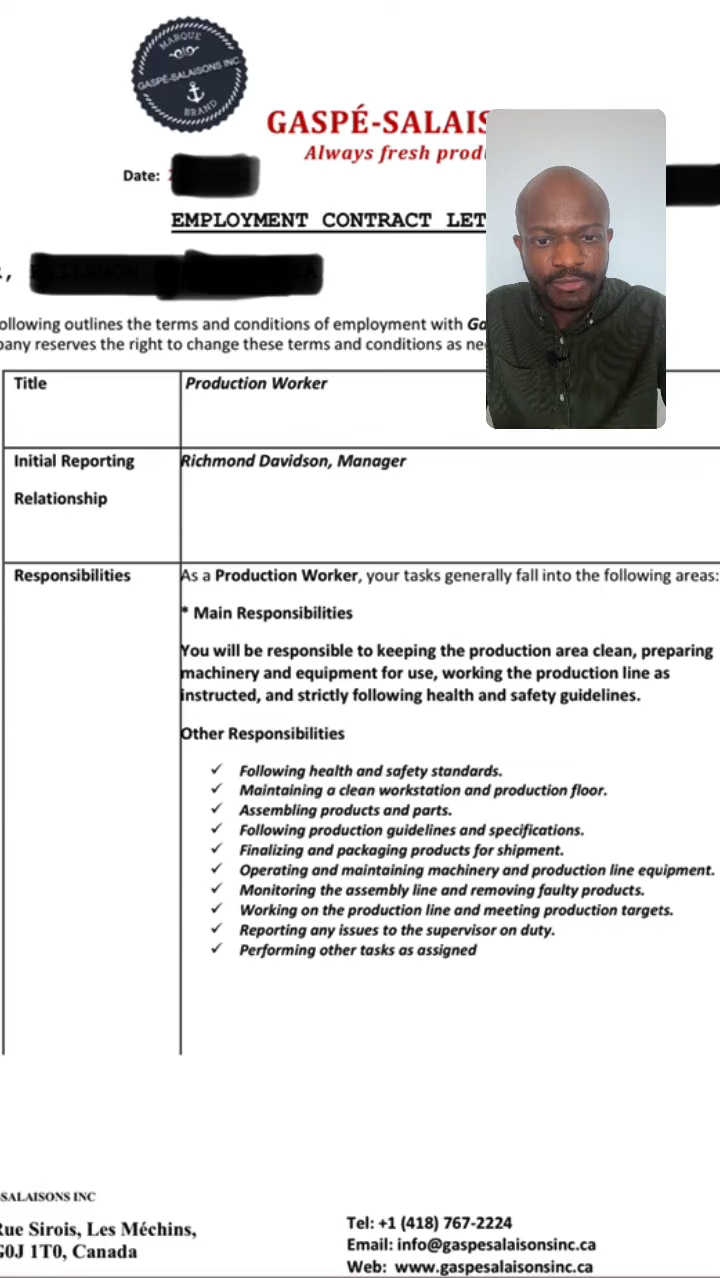 MARQUE
GASPÉ-SALAISONS INC
BRAND
GASPÉ-SALAIS
Always fresh prod
Date:
EMPLOYMENT CONTRACT LET
,
ollowing outlines the terms and conditions of employment with Ga
pany reserves the right to change these terms and conditions as ne
Title
Production Worker
Initial Reporting
Relationship
Richmond Davidson, Manager
Responsibilities
As a Production Worker, your tasks generally fall into the following areas:
* Main Responsibilities
You will be responsible to keeping the production area clean, preparing
machinery and equipment for use, working the production line as
instructed, and strictly following health and safety guidelines.
Other Responsibilities
✓ Following health and safety standards.
✓ Maintaining a clean workstation and production floor.
✓ Assembling products and parts.
✓ Following production guidelines and specifications.
✓ Finalizing and packaging products for shipment.
✓ Operating and maintaining machinery and production line equipment.
✓ Monitoring the assembly line and removing faulty products.
✓ Working on the production line and meeting production targets.
✓ Reporting any issues to the supervisor on duty.
✓ Performing other tasks as assigned
SALAISONS INC
Rue Sirois, Les Méchins,
G0J 1T0, Canada
Tel: +1 (418) 767-2224
Email: info@gaspesalaisonsinc.ca
Web: www.gaspesalaisonsinc.ca